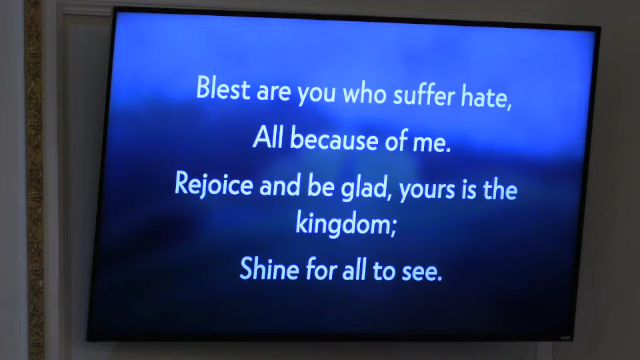 Blest are you who suffer hate,
All because of me.
Rejoice and be glad, yours is the
kingdom;
Shine for all to see.